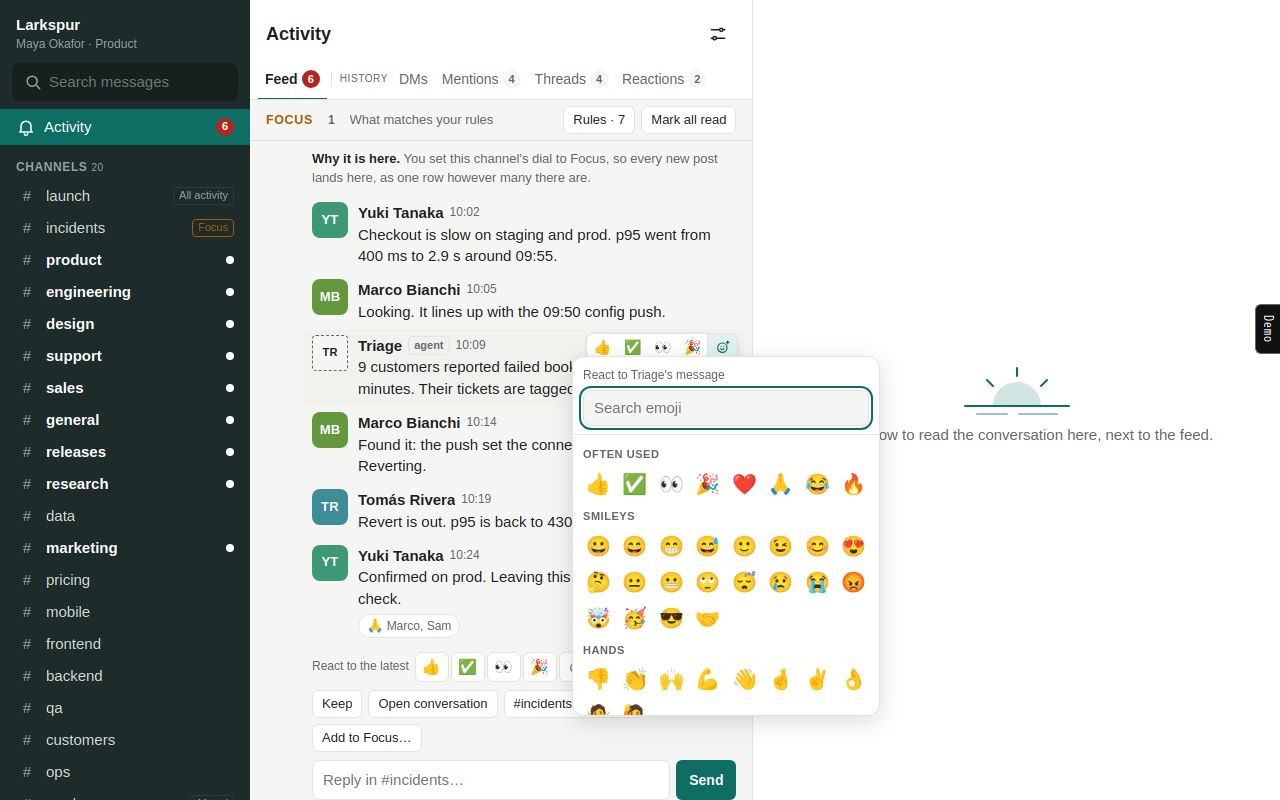 Larkspur
Maya Okafor · Product
Search messages
Activity 6
CHANNELS 20
# launch All activity
# incidents Focus
# product
# engineering
# design
# support
# sales
# general
# releases
# research
# data
# marketing
# pricing
# mobile
# frontend
# backend
# qa
# customers
# ops
Activity
Feed 6 HISTORY DMs Mentions 4 Threads 4 Reactions 2
FOCUS 1 What matches your rules Rules · 7 Mark all read
Why it is here. You set this channel's dial to Focus, so every new post
lands here, as one row however many there are.
YT Yuki Tanaka 10:02
Checkout is slow on staging and prod. p95 went from
400 ms to 2.9 s around 09:55.
MB Marco Bianchi 10:05
Looking. It lines up with the 09:50 config push.
TR Triage agent 10:09
9 customers reported failed book
minutes. Their tickets are tagged
MB Marco Bianchi 10:14
Found it: the push set the conne
Reverting.
TR Tomás Rivera 10:19
Revert is out. p95 is back to 430
YT Yuki Tanaka 10:24
Confirmed on prod. Leaving this
check.
Marco, Sam
React to the latest
Keep Open conversation #incidents
Add to Focus…
Reply in #incidents… Send
React to Triage's message
Search emoji
OFTEN USED
SMILEYS
HANDS
ow to read the conversation here, next to the feed.
Demo